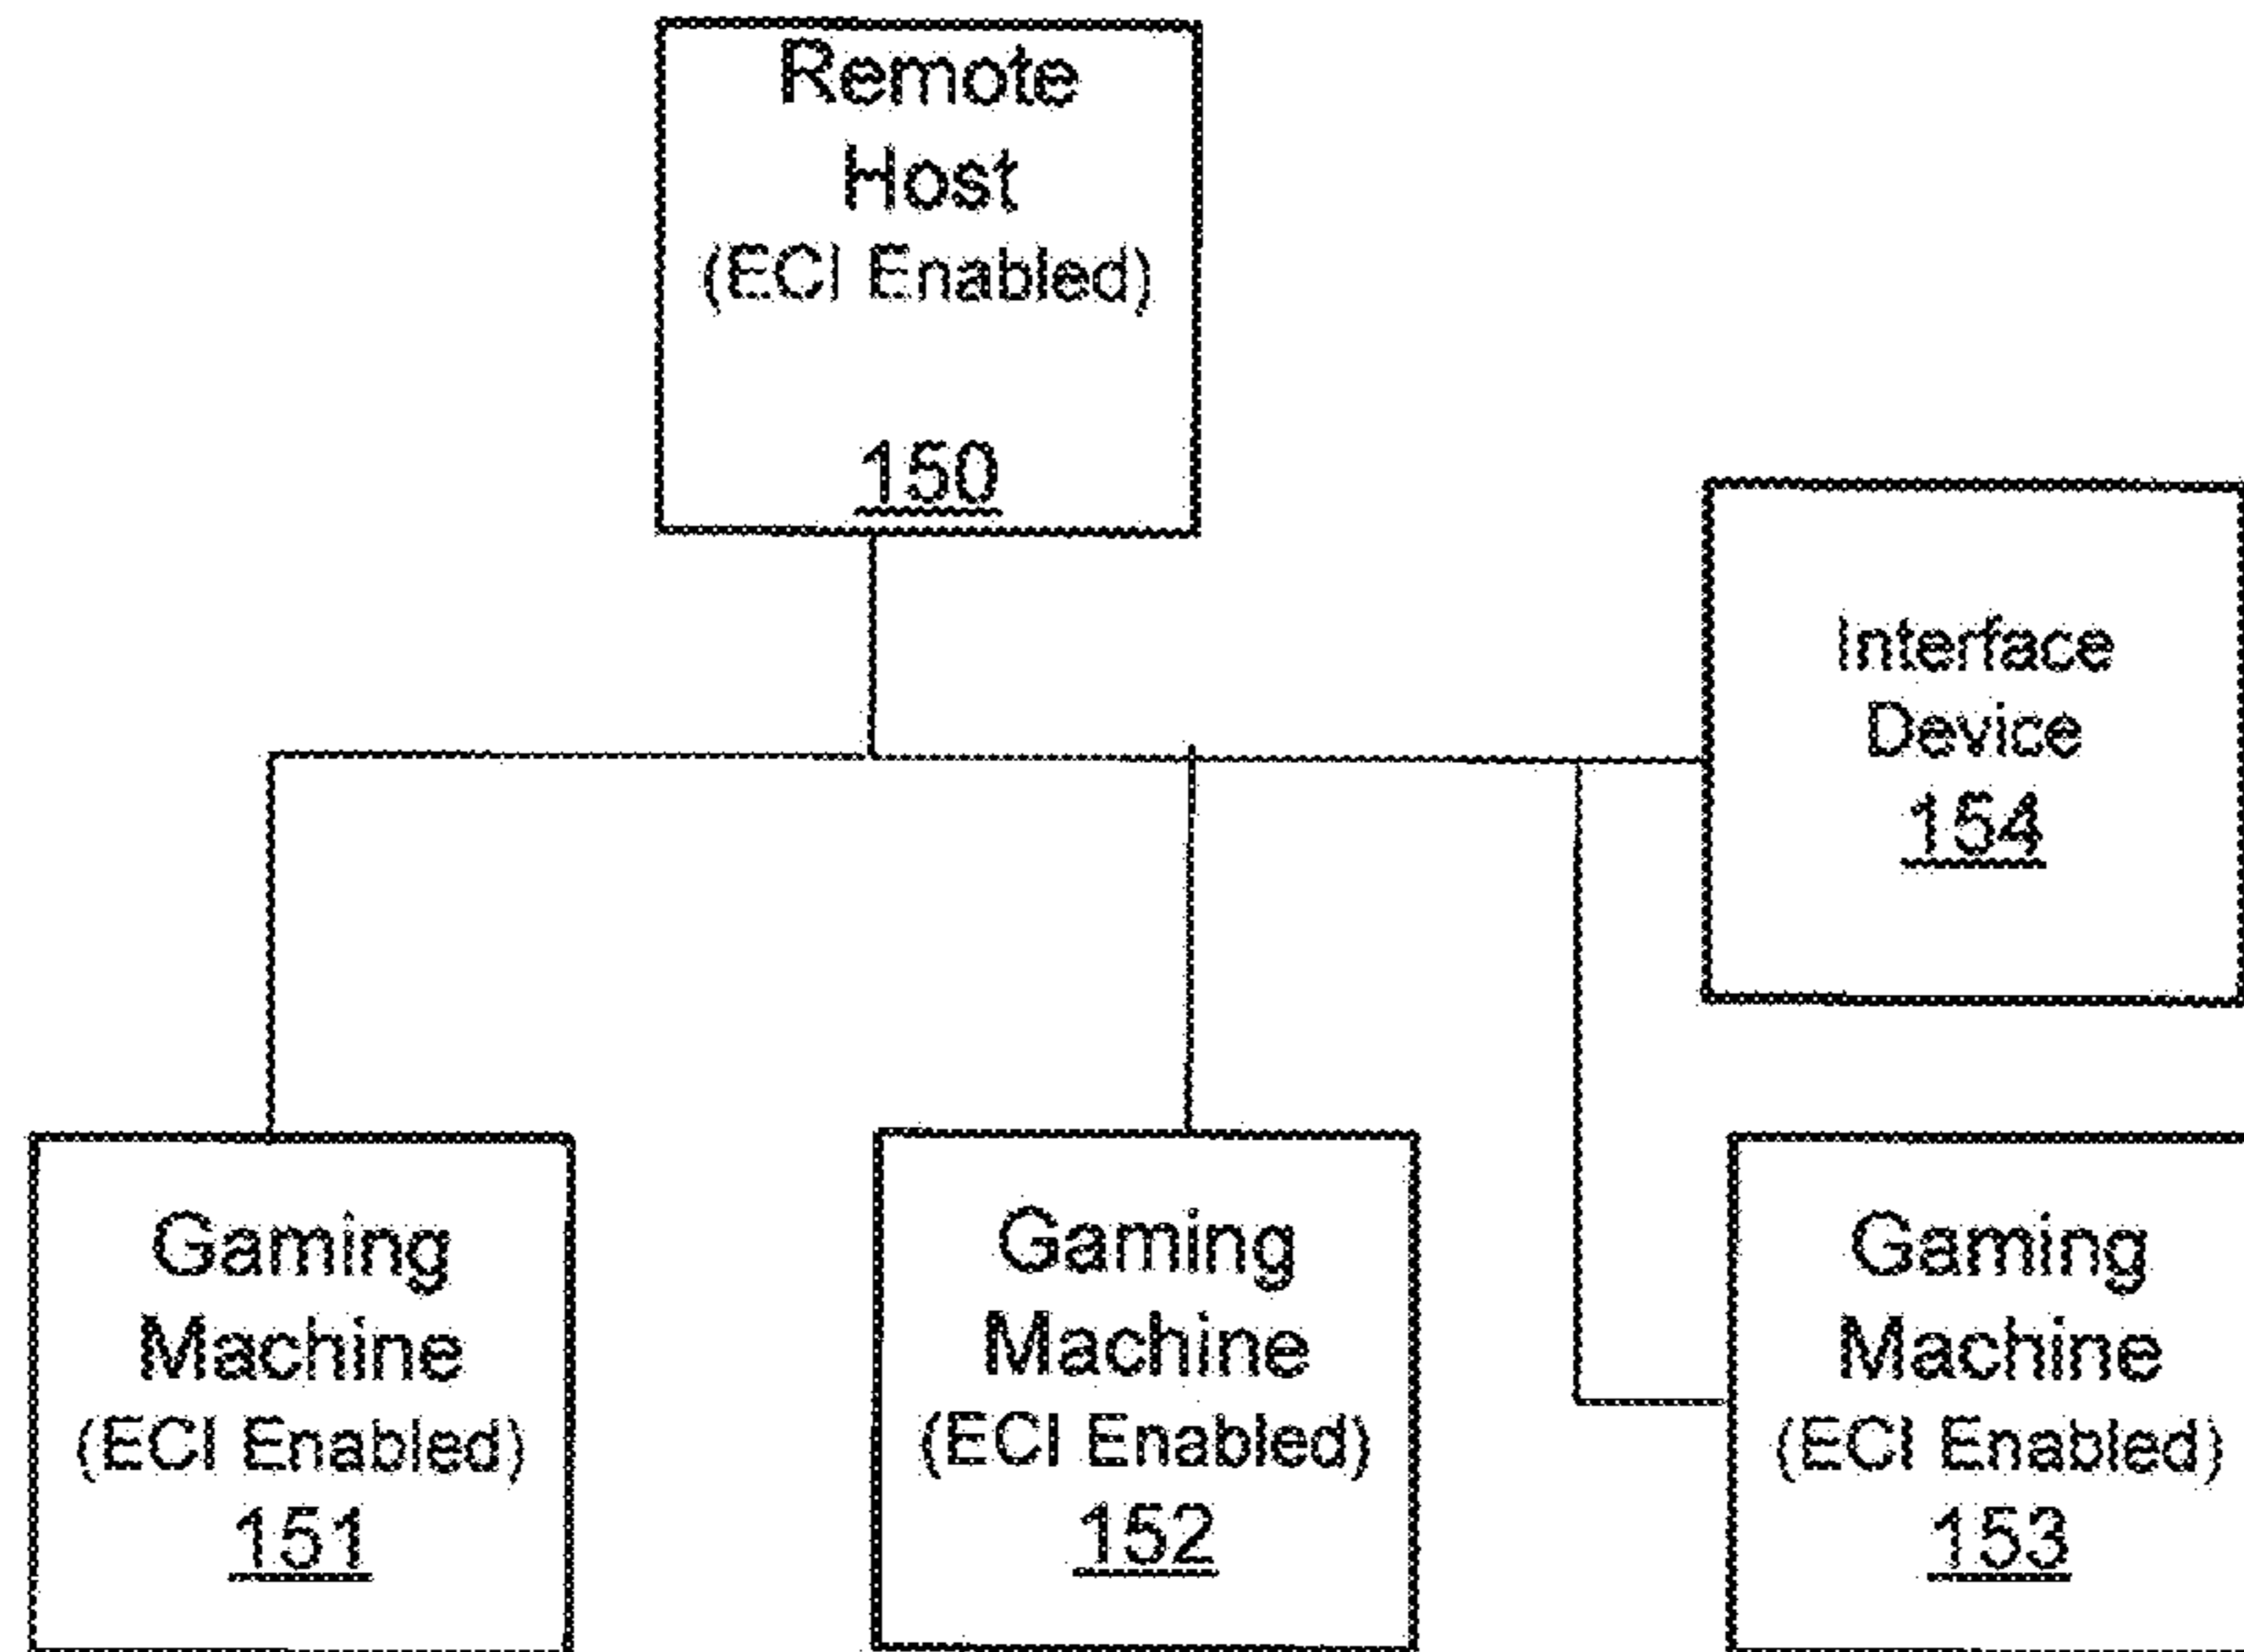 Remote
Host
(ECI Enabled)
150
Interface
Device
154
Gaming
Machine
(ECI Enabled)
151
Gaming
Machine
(ECI Enabled)
152
Gaming
Machine
(ECI Enabled)
153